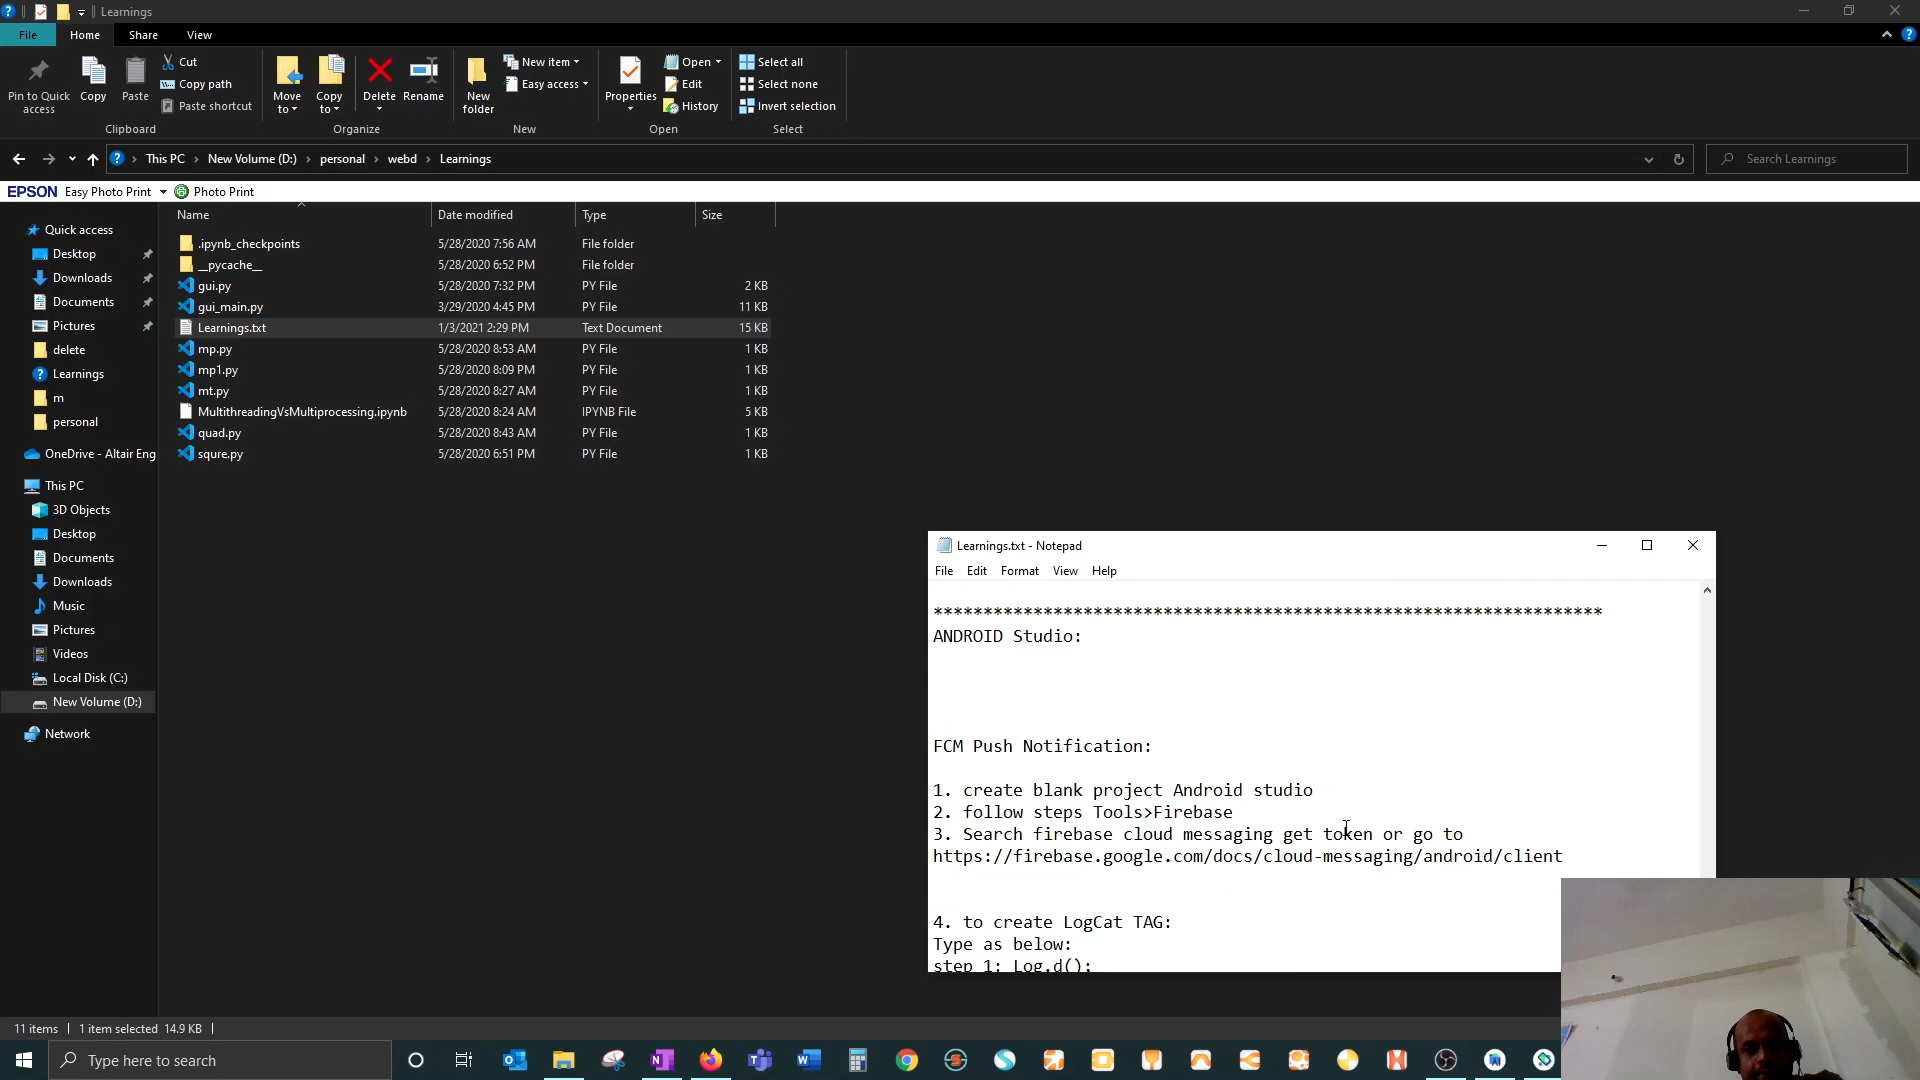 Learnings
File Home Share View
Pin to Quick access
Copy
Paste
Cut
Copy path
Paste shortcut
Clipboard
Move to
Copy to
Delete
Rename
Organize
New folder
New item
Easy access
New
Properties
Open
Edit
History
Open
Select all
Select none
Invert selection
Select
This PC > New Volume (D:) > personal > webd > Learnings
Search Learnings
EPSON Easy Photo Print Photo Print
Quick access
Desktop
Downloads
Documents
Pictures
delete
Learnings
m
personal
OneDrive - Altair Eng
This PC
3D Objects
Desktop
Documents
Downloads
Music
Pictures
Videos
Local Disk (C:)
New Volume (D:)
Network
Name Date modified Type Size
.ipynb_checkpoints 5/28/2020 7:56 AM File folder
__pycache__ 5/28/2020 6:52 PM File folder
gui.py 5/28/2020 7:32 PM PY File 2 KB
gui_main.py 3/29/2020 4:45 PM PY File 11 KB
Learnings.txt 1/3/2021 2:29 PM Text Document 15 KB
mp.py 5/28/2020 8:53 AM PY File 1 KB
mp1.py 5/28/2020 8:09 PM PY File 1 KB
mt.py 5/28/2020 8:27 AM PY File 1 KB
MultithreadingVsMultiprocessing.ipynb 5/28/2020 8:24 AM IPYNB File 5 KB
quad.py 5/28/2020 8:43 AM PY File 1 KB
squre.py 5/28/2020 6:51 PM PY File 1 KB
Learnings.txt - Notepad
File Edit Format View Help
*******************************************************************
ANDROID Studio:
FCM Push Notification:
1. create blank project Android studio
2. follow steps Tools>Firebase
3. Search firebase cloud messaging get token or go to
https://firebase.google.com/docs/cloud-messaging/android/client
4. to create LogCat TAG:
Type as below:
step 1: Log.d();
11 items 1 item selected 14.9 KB
Type here to search